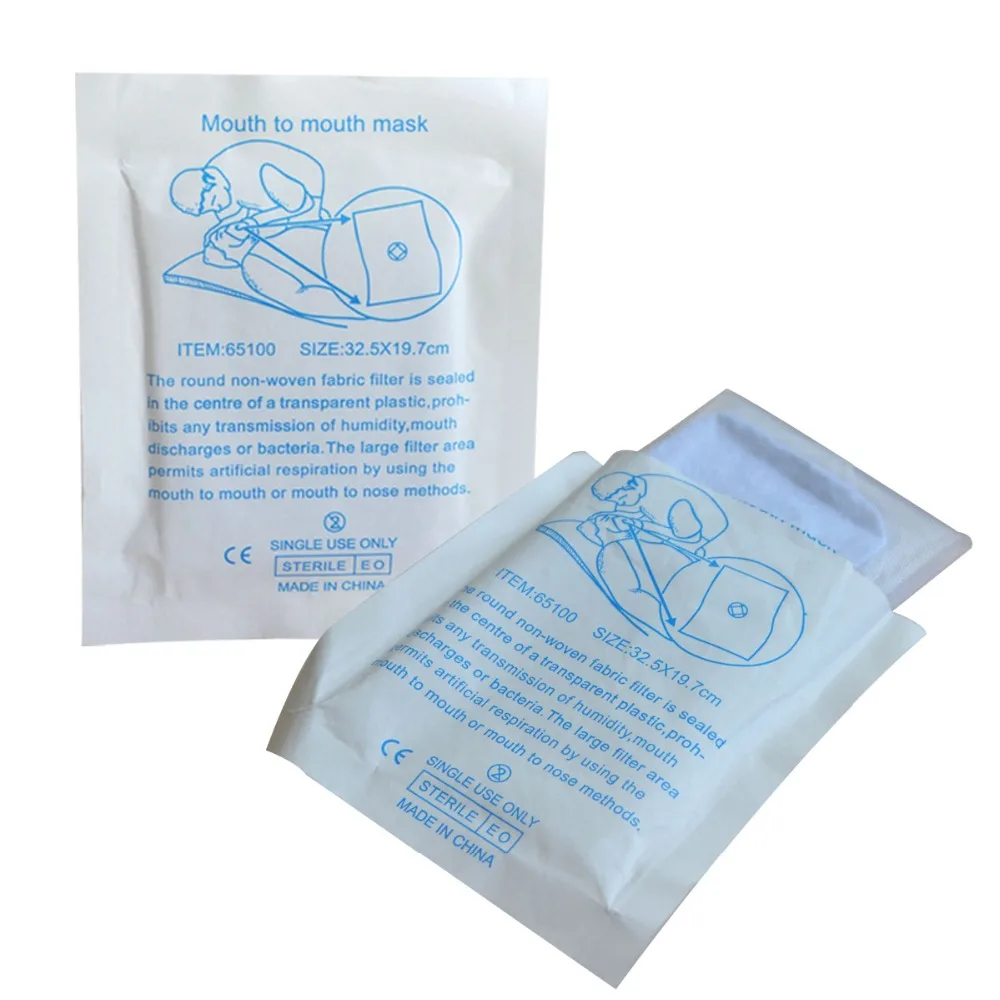 Mouth to mouth mask
ITEM:65100 SIZE:32.5X19.7cm
The round non-woven fabric filter is sealed
in the centre of a transparent plastic,proh-
ibits any transmission of humidity,mouth
discharges or bacteria.The large filter area
permits artificial respiration by using the
mouth to mouth or mouth to nose methods.
2
CE SINGLE USE ONLY
STERILE EO
MADE IN CHINA
ITEM:65100 SIZE:32.5X19.7cm
round non-woven fabric filter is sealed
the centre of a transparent plastic,proh-
any transmission of humidity,mouth
discharges or bacteria.The large filter area
permits artificial respiration by using the
mouth to mouth or mouth to nose methods.
2
CE SINGLE USE ONLY
STERILE EO
MADE IN CHINA